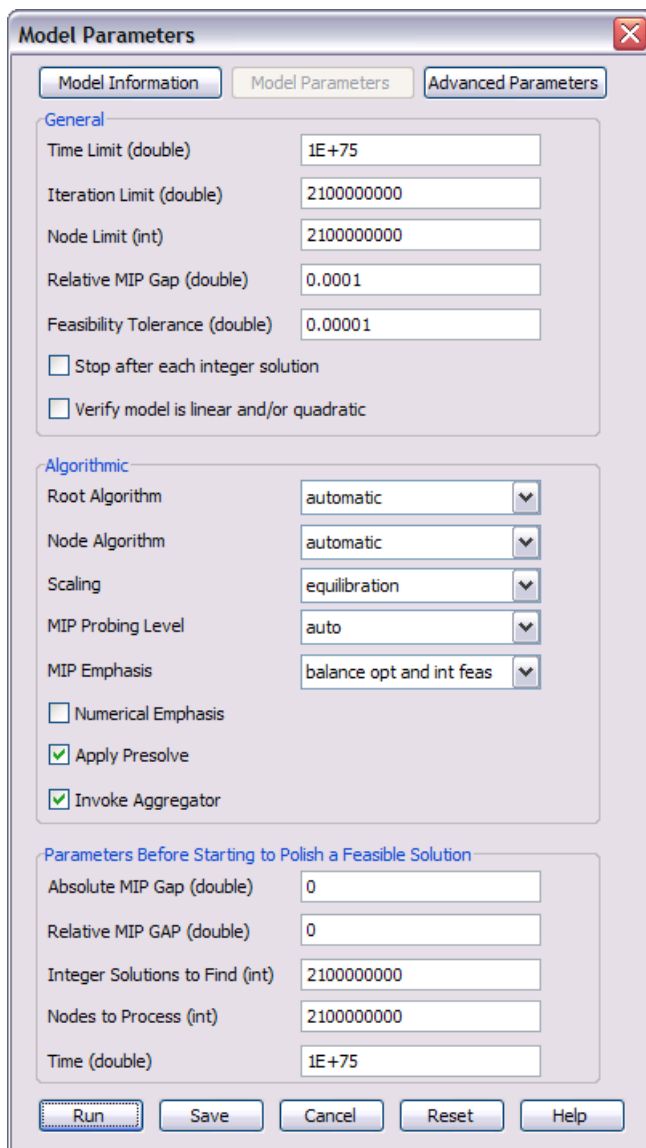 Model Parameters
Model Information Model Parameters Advanced Parameters
General
Time Limit (double) 1E+75
Iteration Limit (double) 2100000000
Node Limit (int) 2100000000
Relative MIP Gap (double) 0.0001
Feasibility Tolerance (double) 0.00001
Stop after each integer solution
Verify model is linear and/or quadratic
Algorithmic
Root Algorithm automatic
Node Algorithm automatic
Scaling equilibration
MIP Probing Level auto
MIP Emphasis balance opt and int feas
Numerical Emphasis
Apply Presolve
Invoke Aggregator
Parameters Before Starting to Polish a Feasible Solution
Absolute MIP Gap (double) 0
Relative MIP GAP (double) 0
Integer Solutions to Find (int) 2100000000
Nodes to Process (int) 2100000000
Time (double) 1E+75
Run Save Cancel Reset Help